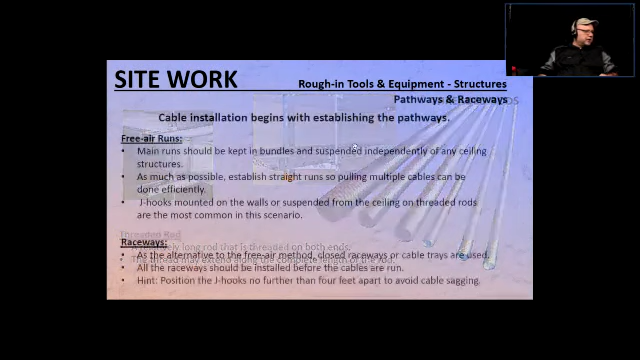 SITE WORK
Rough-in Tools & Equipment - Structures
Pathways & Raceways
Cable installation begins with establishing the pathways.
Free-air Runs:
• Main runs should be kept in bundles and suspended independently of any ceiling
structures.
• As much as possible, establish straight runs so pulling multiple cables can be
done efficiently.
• J-hooks mounted on the walls or suspended from the ceiling on threaded rods
are the most common in this scenario.
Threaded Rod
Raceways:
• As the alternative to the free-air method, closed raceways or cable trays are used.
• All the raceways should be installed before the cables are run.
• Hint: Position the J-hooks no further than four feet apart to avoid cable sagging.